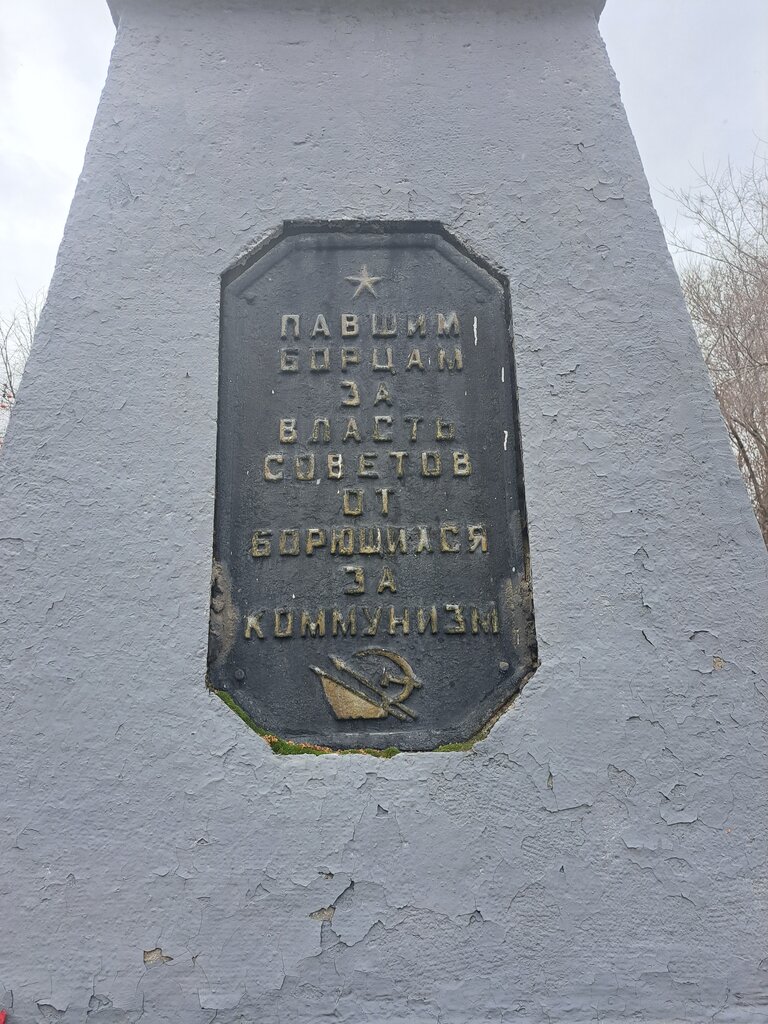 ПАВШИМ
БОРЦАМ
ЗА
ВЛАСТЬ
СОВЕТОВ
ОТ
БОРЮЩИХСЯ
ЗА
КОММУНИЗМ